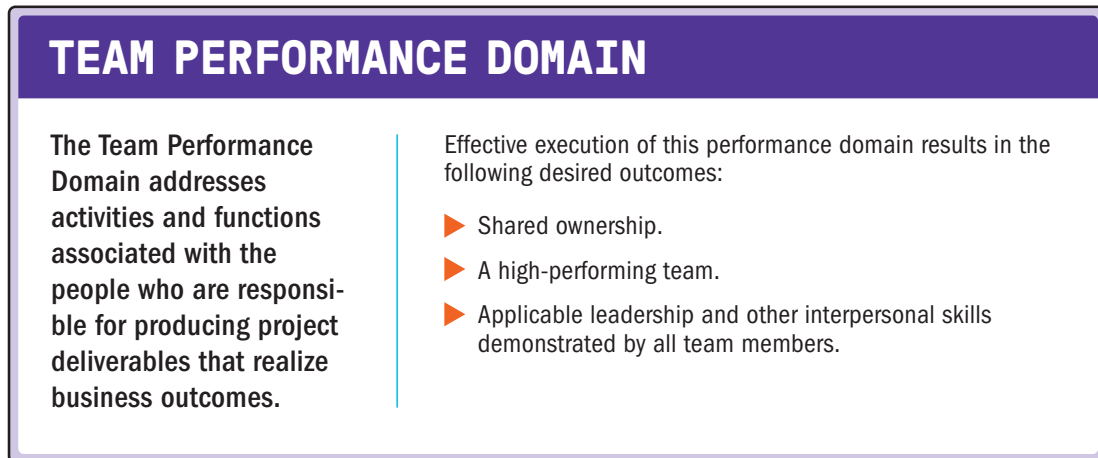 TEAM PERFORMANCE DOMAIN
The Team Performance
Domain addresses
activities and functions
associated with the
people who are responsi-
ble for producing project
deliverables that realize
business outcomes.
Effective execution of this performance domain results in the
following desired outcomes:
Shared ownership.
A high-performing team.
Applicable leadership and other interpersonal skills
demonstrated by all team members.